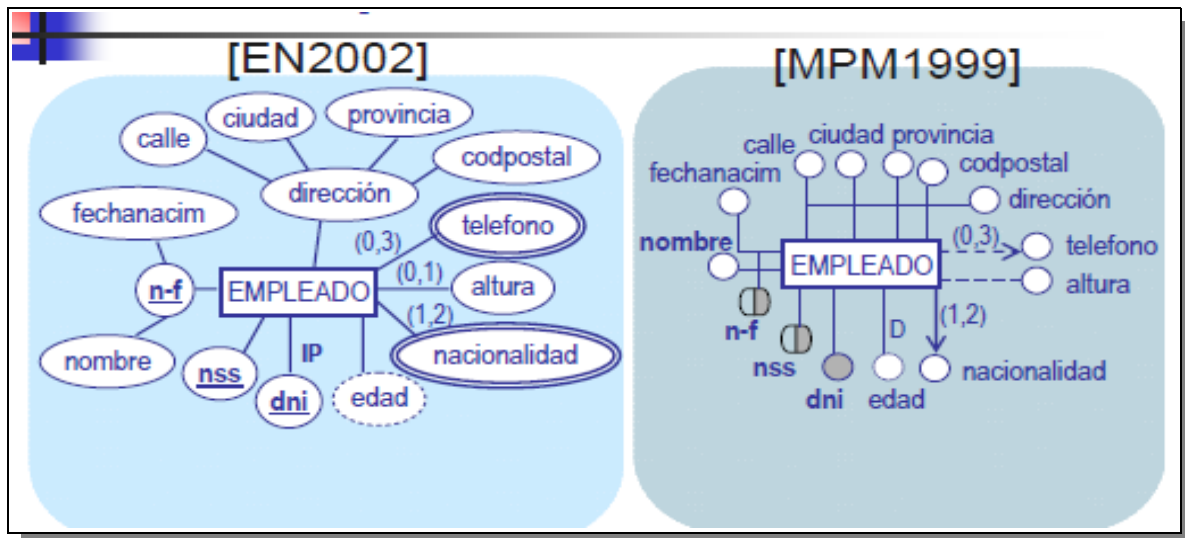 [EN2002]
ciudad
provincia
calle
codpostal
dirección
fechanacim
telefono
(0,3)
(0,1)
n-f
EMPLEADO
altura
(1,2)
nombre
IP
nacionalidad
nss
dni
edad
[MPM1999]
ciudad provincia
calle
codpostal
fechanacim
dirección
nombre
(0,3)
telefono
EMPLEADO
altura
n-f
D
(1,2)
nss
nacionalidad
dni
edad